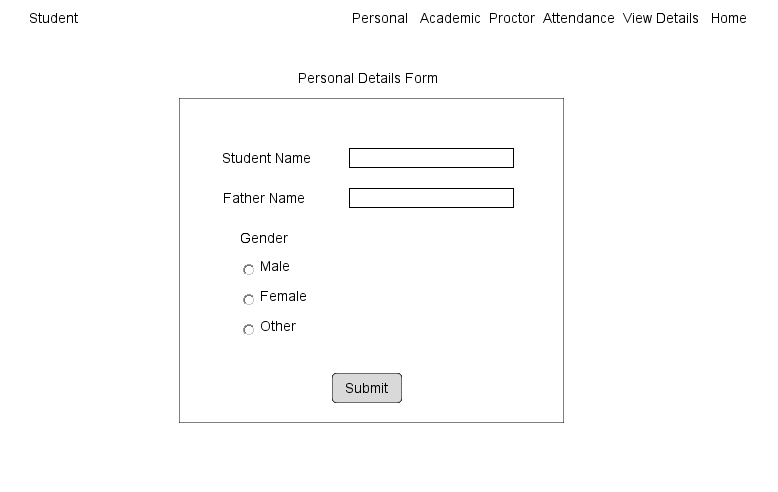 Student Personal Academic Proctor Attendance View Details Home
Personal Details Form
Student Name
Father Name
Gender
Male
Female
Other
Submit